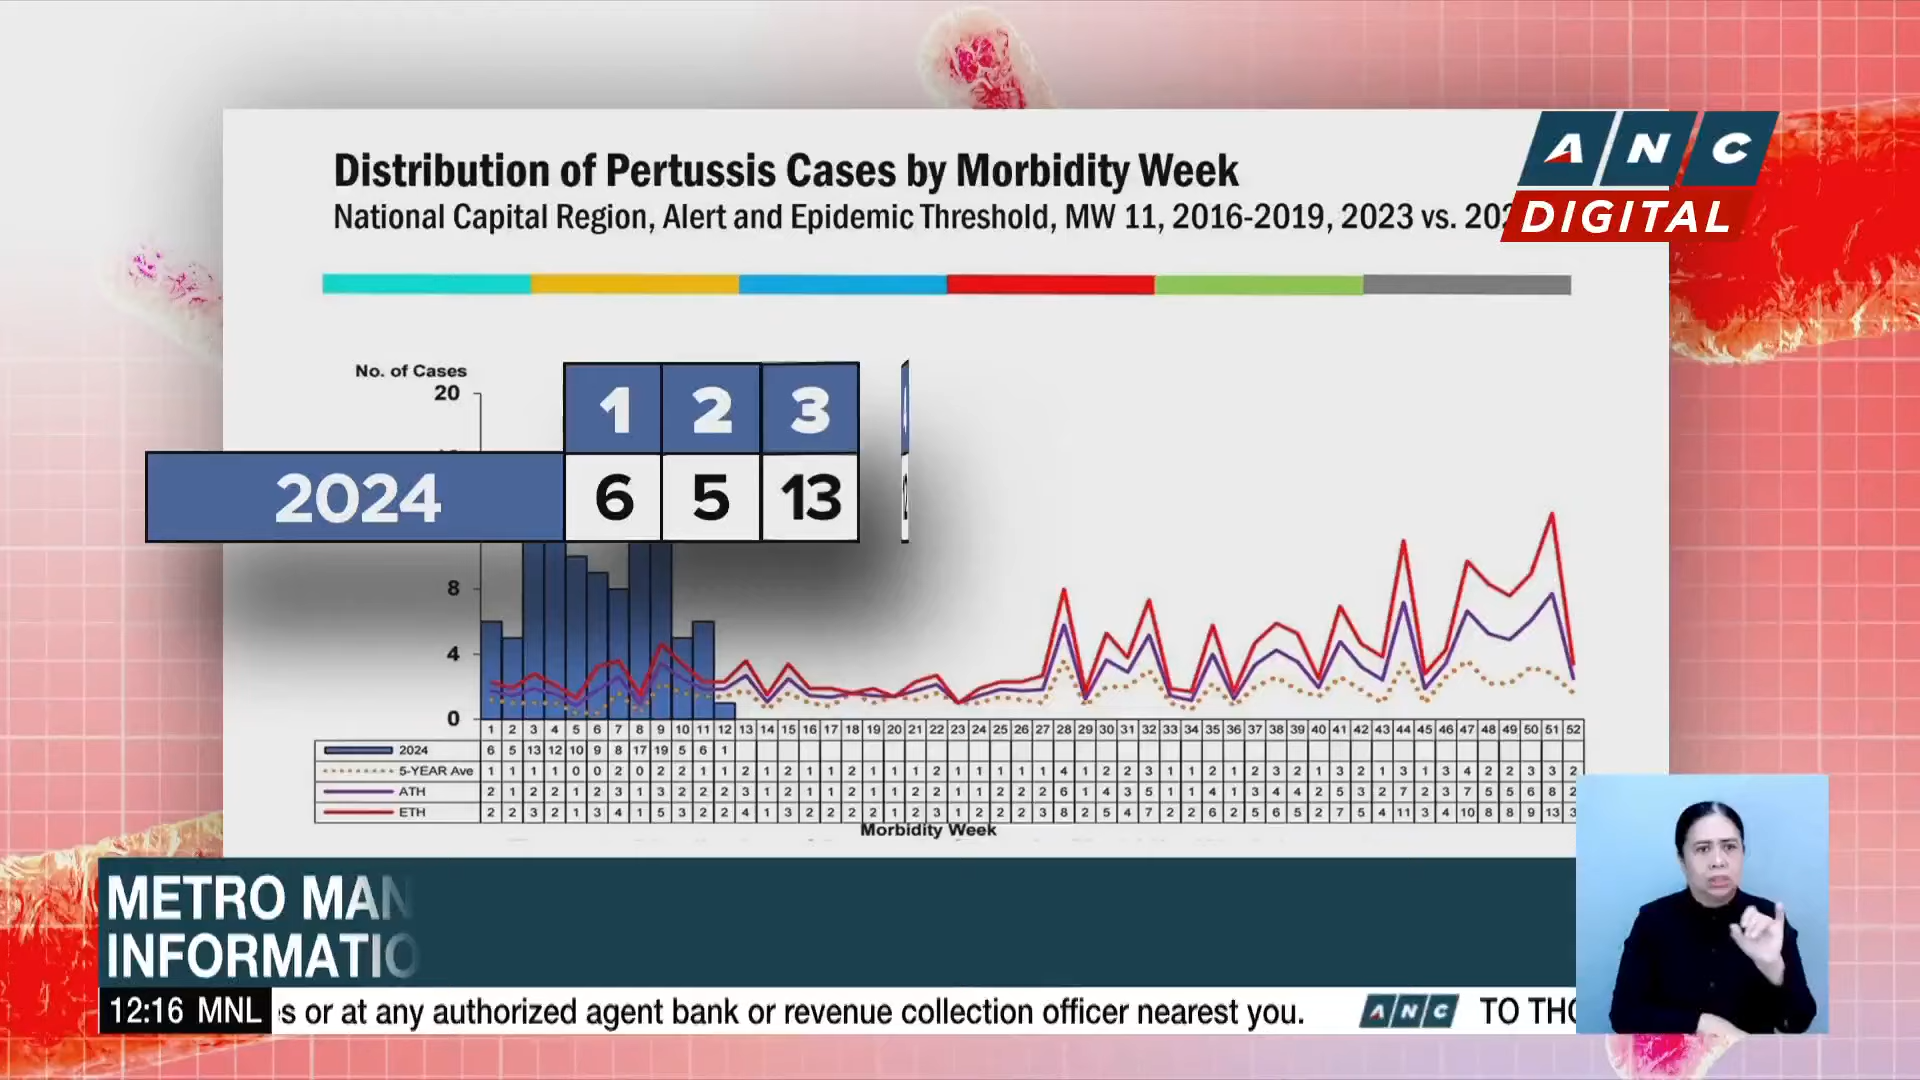 Distribution of Pertussis Cases by Morbidity Week
National Capital Region, Alert and Epidemic Threshold, MW 11, 2016-2019, 2023 vs.
ANC
DIGITAL
No. of Cases
20
1 2 3
2024 6 5 13
8
4
0
1 2 3 4 5 6 7 8 9 10 11 12 13 14 15 16 17 18 19 20 21 22 23 24 25 26 27 28 29 30 31 32 33 34 35 36 37 38 39 40 41 42 43 44 45 46 47 48 49 50 51 52
2024 6 5 13 12 10 9 8 17 19 5 6 1
5-YEAR Ave 1 1 1 1 0 0 2 0 2 2 1 1 2 1 2 1 1 2 1 1 1 2 1 1 1 1 1 4 1 2 2 3 1 1 2 1 2 3 2 1 3 2 1 3 1 3 4 2 2 3 3 2
ATH 2 1 2 2 1 2 3 1 3 2 2 2 3 1 2 2 1 2 1 1 2 2 1 1 2 2 2 6 1 4 3 5 1 1 4 1 3 4 4 2 5 3 2 7 2 3 7 5 5 6 8 2
ETH 2 2 3 2 1 3 4 1 5 3 2 2 4 1 3 2 2 2 2 1 2 3 1 2 2 2 3 8 2 5 4 7 2 2 6 2 5 6 5 2 7 5 4 11 3 4 10 8 8 9 13 3
Morbidity Week
METRO MAN
INFORMATIO
12:16 MNL
s or at any authorized agent bank or revenue collection officer nearest you. ANC TO